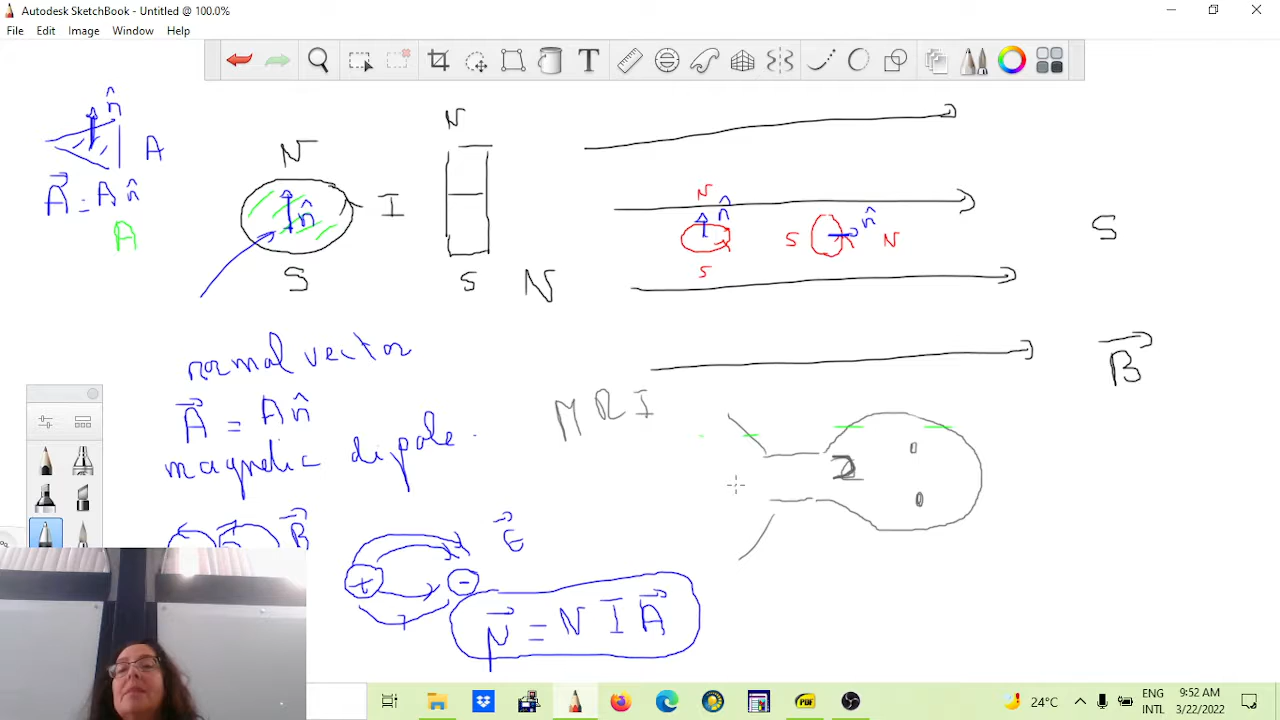 Autodesk SketchBook - Untitled @ 100.0%
File Edit Image Window Help
T
n̂
A
A⃗ = A n̂
A
N
I
n̂
S
N
S
N
N
n̂
S
S
n̂
N
S
B⃗
normal vector
A⃗ = A n̂
magnetic dipole.
MRI
B⃗
+ -
E⃗
μ⃗ = N I A⃗
PDF
24°C
ENG
INTL
9:52 AM
3/22/2022